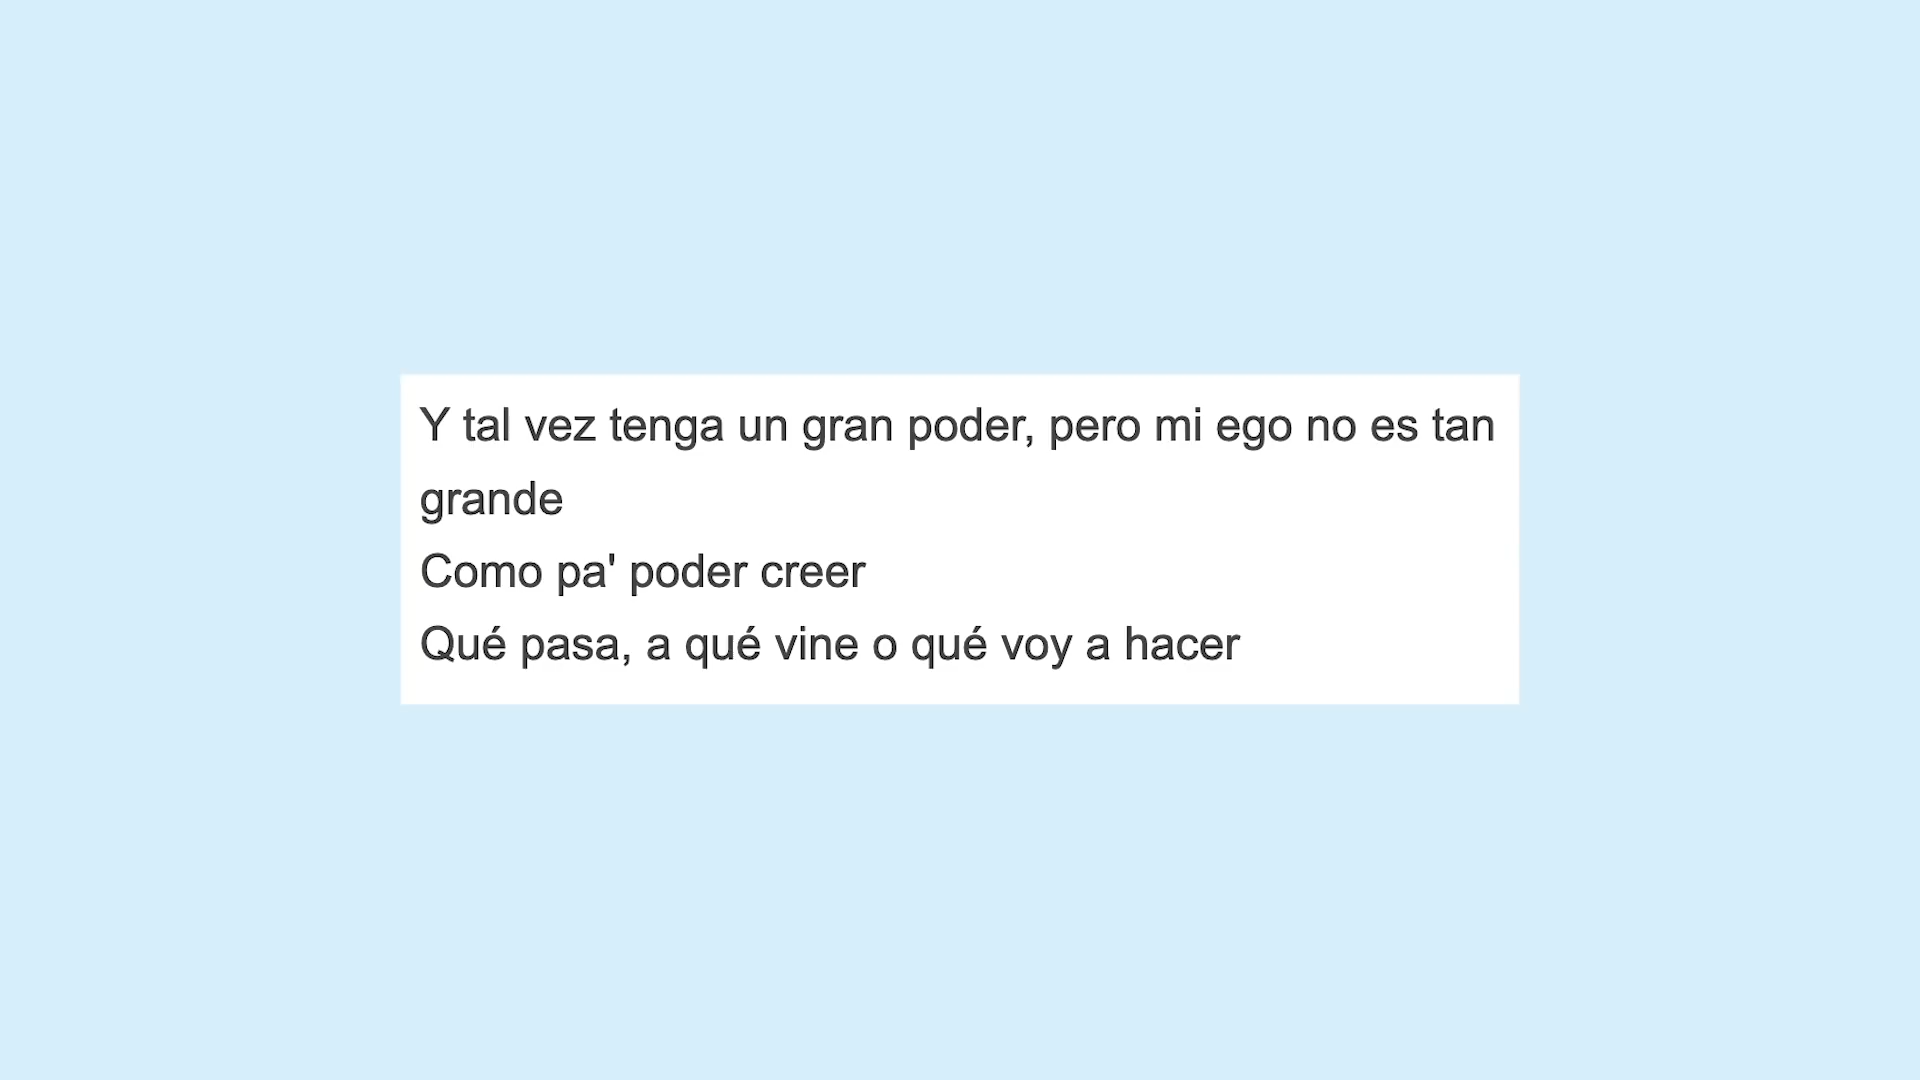 Y tal vez tenga un gran poder, pero mi ego no es tan
grande
Como pa' poder creer
Qué pasa, a qué vine o qué voy a hacer